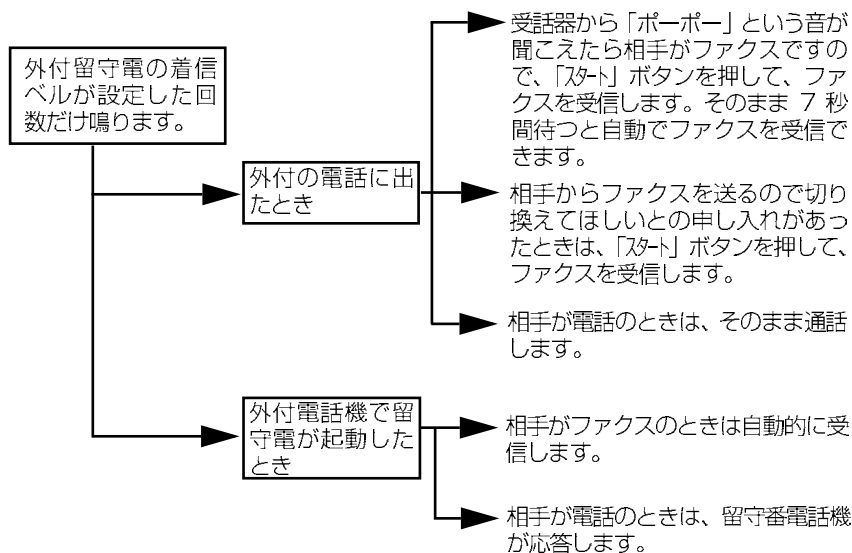 外付留守電の着信
ベルが設定した回
数だけ鳴ります。
外付の電話に出
たとき
受話器から「ポーポー」という音が
聞こえたら相手がファクスですの
で、「スタート」ボタンを押して、ファ
クスを受信します。そのまま 7 秒
間待つと自動でファクスを受信で
きます。
相手からファクスを送るので切り
換えてほしいとの申し入れがあっ
たときは、「スタート」ボタンを押して、
ファクスを受信します。
相手が電話のときは、そのまま通話
します。
外付電話機で留
守電が起動した
とき
相手がファクスのときは自動的に受
信します。
相手が電話のときは、留守番電話機
が応答します。